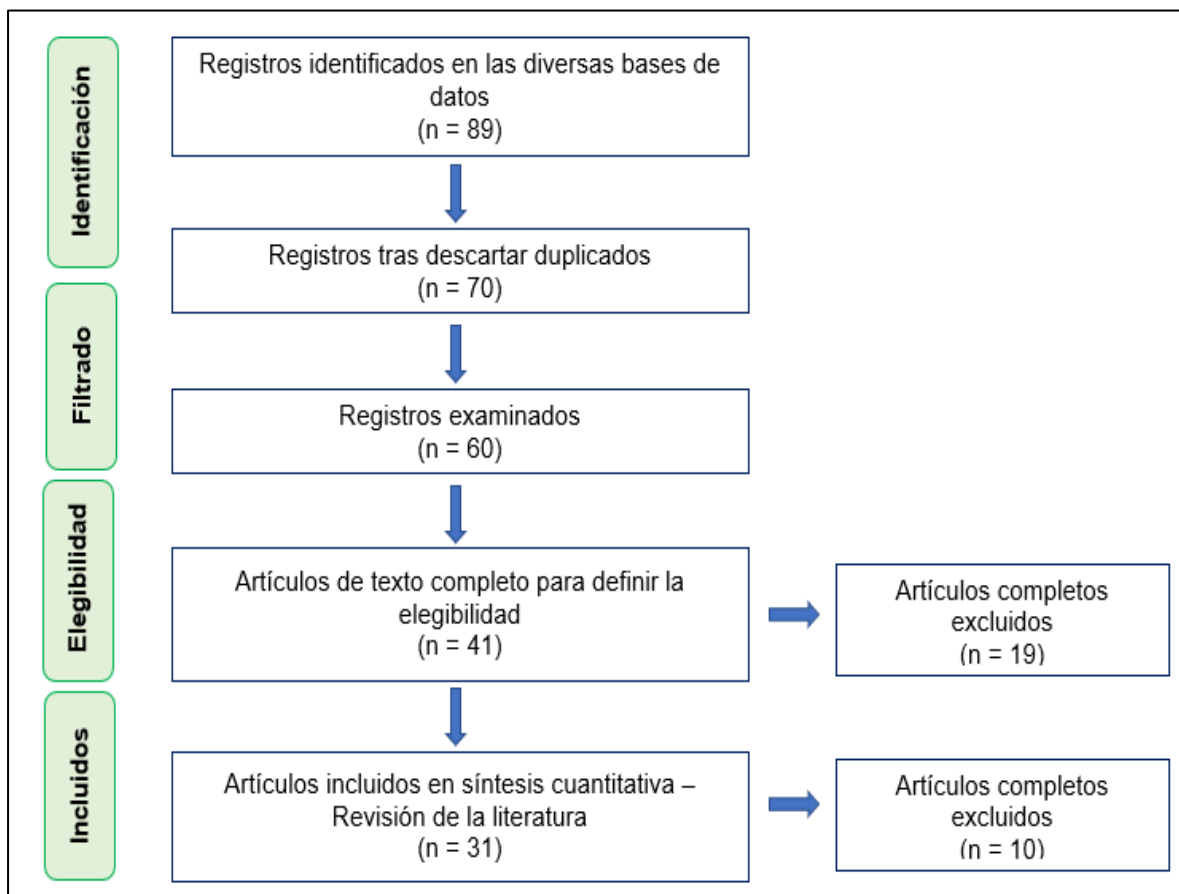 Identificación
Registros identificados en las diversas bases de
datos
(n = 89)
Registros tras descartar duplicados
(n = 70)
Filtrado
Registros examinados
(n = 60)
Elegibilidad
Artículos de texto completo para definir la
elegibilidad
(n = 41)
Artículos completos
excluidos
(n = 19)
Incluidos
Artículos incluidos en síntesis cuantitativa –
Revisión de la literatura
(n = 31)
Artículos completos
excluidos
(n = 10)